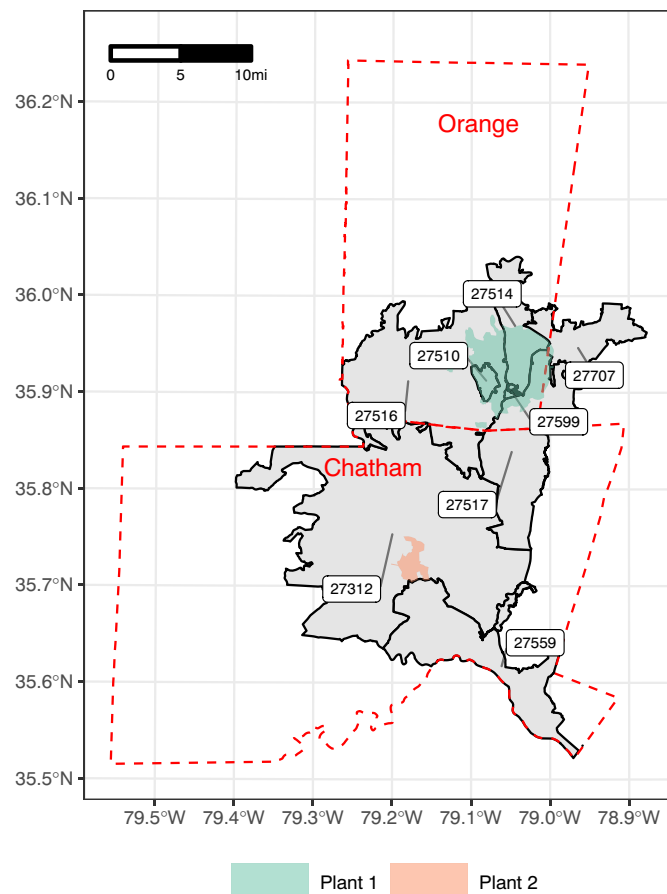 0 5 10mi
36.2°N
Orange
36.1°N
36.0°N
27514
27510
27707
35.9°N
27516
27599
Chatham
35.8°N
27517
35.7°N
27312
27559
35.6°N
35.5°N
79.5°W 79.4°W 79.3°W 79.2°W 79.1°W 79.0°W 78.9°W
Plant 1 Plant 2